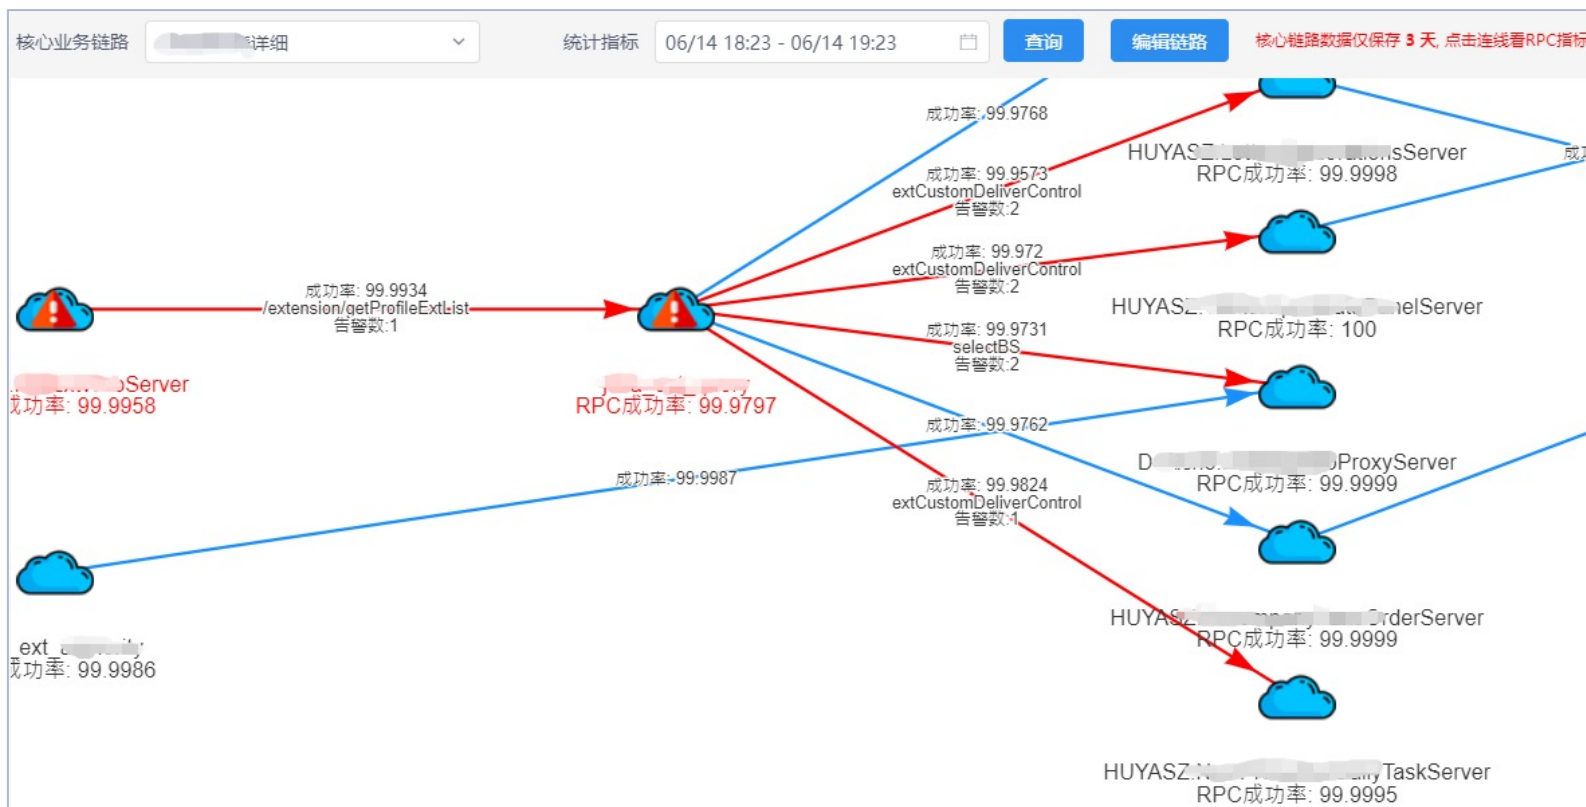 核心业务链路
详细
统计指标
06/14 18:23 - 06/14 19:23
查询
编辑链路
核心链路数据仅保存 3 天, 点击连线看RPC指标
成功率: 99.9768
成功率: 99.9573
extCustomDeliverControl
告警数:2
HUYASZ
Server
RPC成功率: 99.9998
成功率: 99.972
extCustomDeliverControl
告警数:2
成功率: 99.9934
/extension/getProfileExtList
告警数:1
HUYASZ.
nelServer
RPC成功率: 100
成功率: 99.9731
selectBS
告警数:2
Server
成功率: 99.9958
RPC成功率: 99.9797
成功率: 99.9762
成功率: 99.9987
ProxyServer
RPC成功率: 99.9999
成功率: 99.9824
extCustomDeliverControl
告警数:1
HUYASZ
OrderServer
RPC成功率: 99.9999
_ext_
成功率: 99.9986
HUYASZ.
TaskServer
RPC成功率: 99.9995